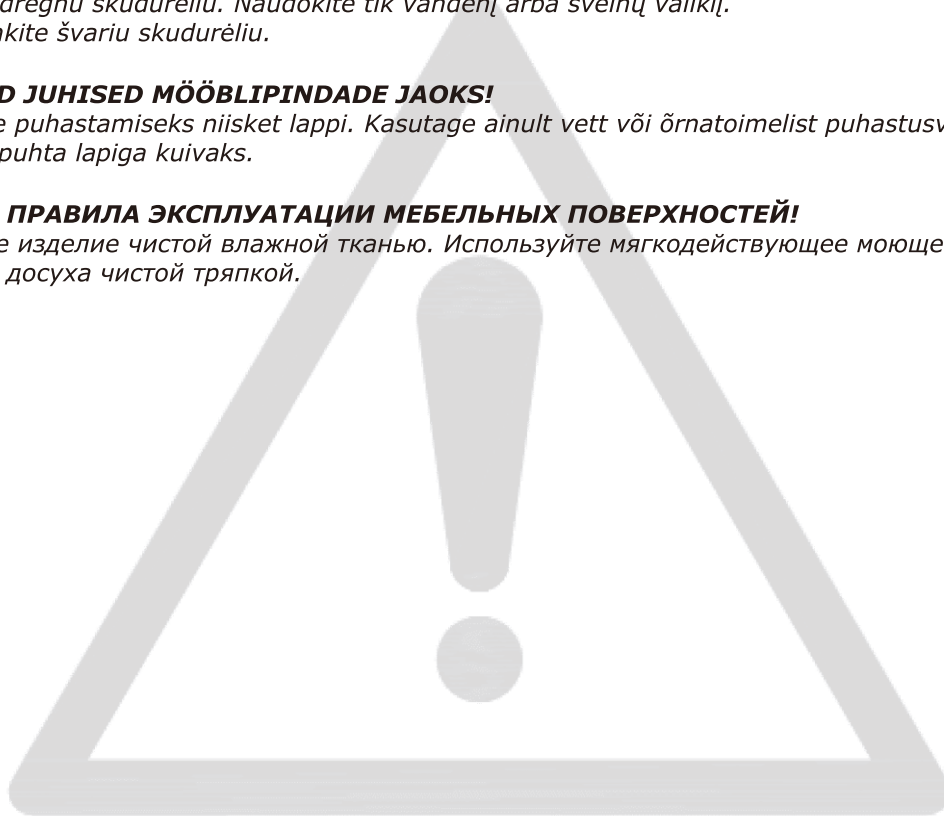 drėgnu skudurėliu. Naudokite tik vandenį arba švelnų valiklį.
kite švariu skudurėliu.
D JUHISED MÖÖBLIPINDADE JAOKS!
e puhastamiseks niisket lappi. Kasutage ainult vett või õrnatoimelist puhastusv
puhta lapiga kuivaks.
ПРАВИЛА ЭКСПЛУАТАЦИИ МЕБЕЛЬНЫХ ПОВЕРХНОСТЕЙ!
е изделие чистой влажной тканью. Используйте мягкодействующее моюще
досуха чистой тряпкой.